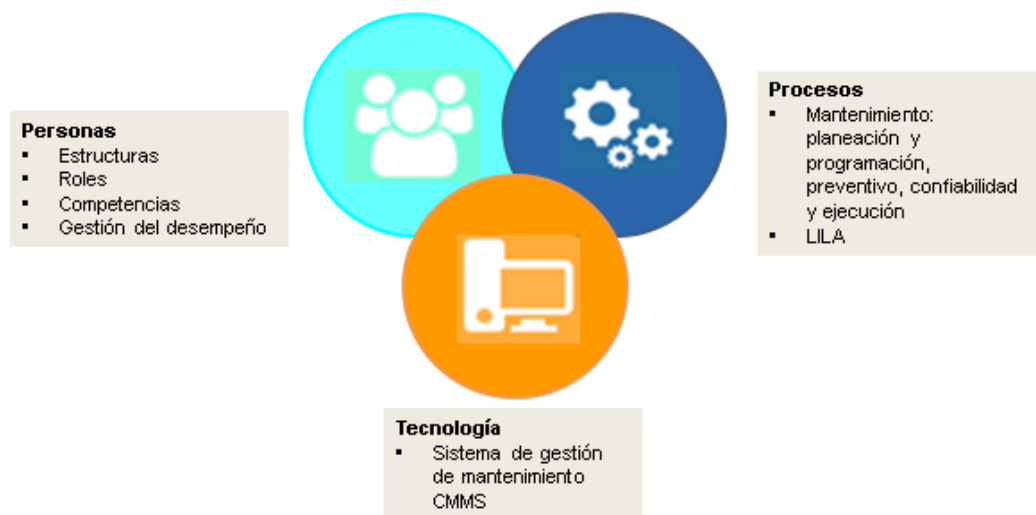 Personas
▪ Estructuras
▪ Roles
▪ Competencias
▪ Gestión del desempeño
Procesos
▪ Mantenimiento:
planeación y
programación,
preventivo, confiabilidad
y ejecución
▪ LILA
Tecnología
▪ Sistema de gestión
de mantenimiento
CMMS